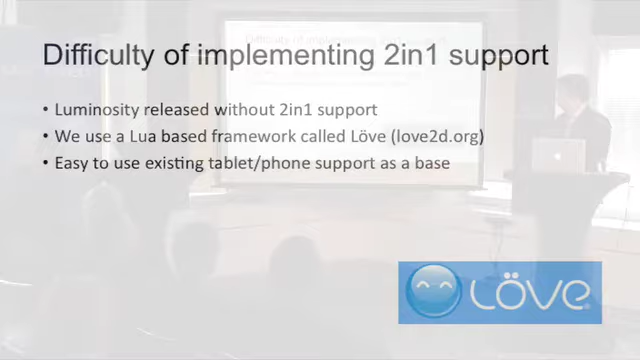 Difficulty of implementing 2in1 support
• Luminosity released without 2in1 support
• We use a Lua based framework called Löve (love2d.org)
• Easy to use existing tablet/phone support as a base
LÖVE